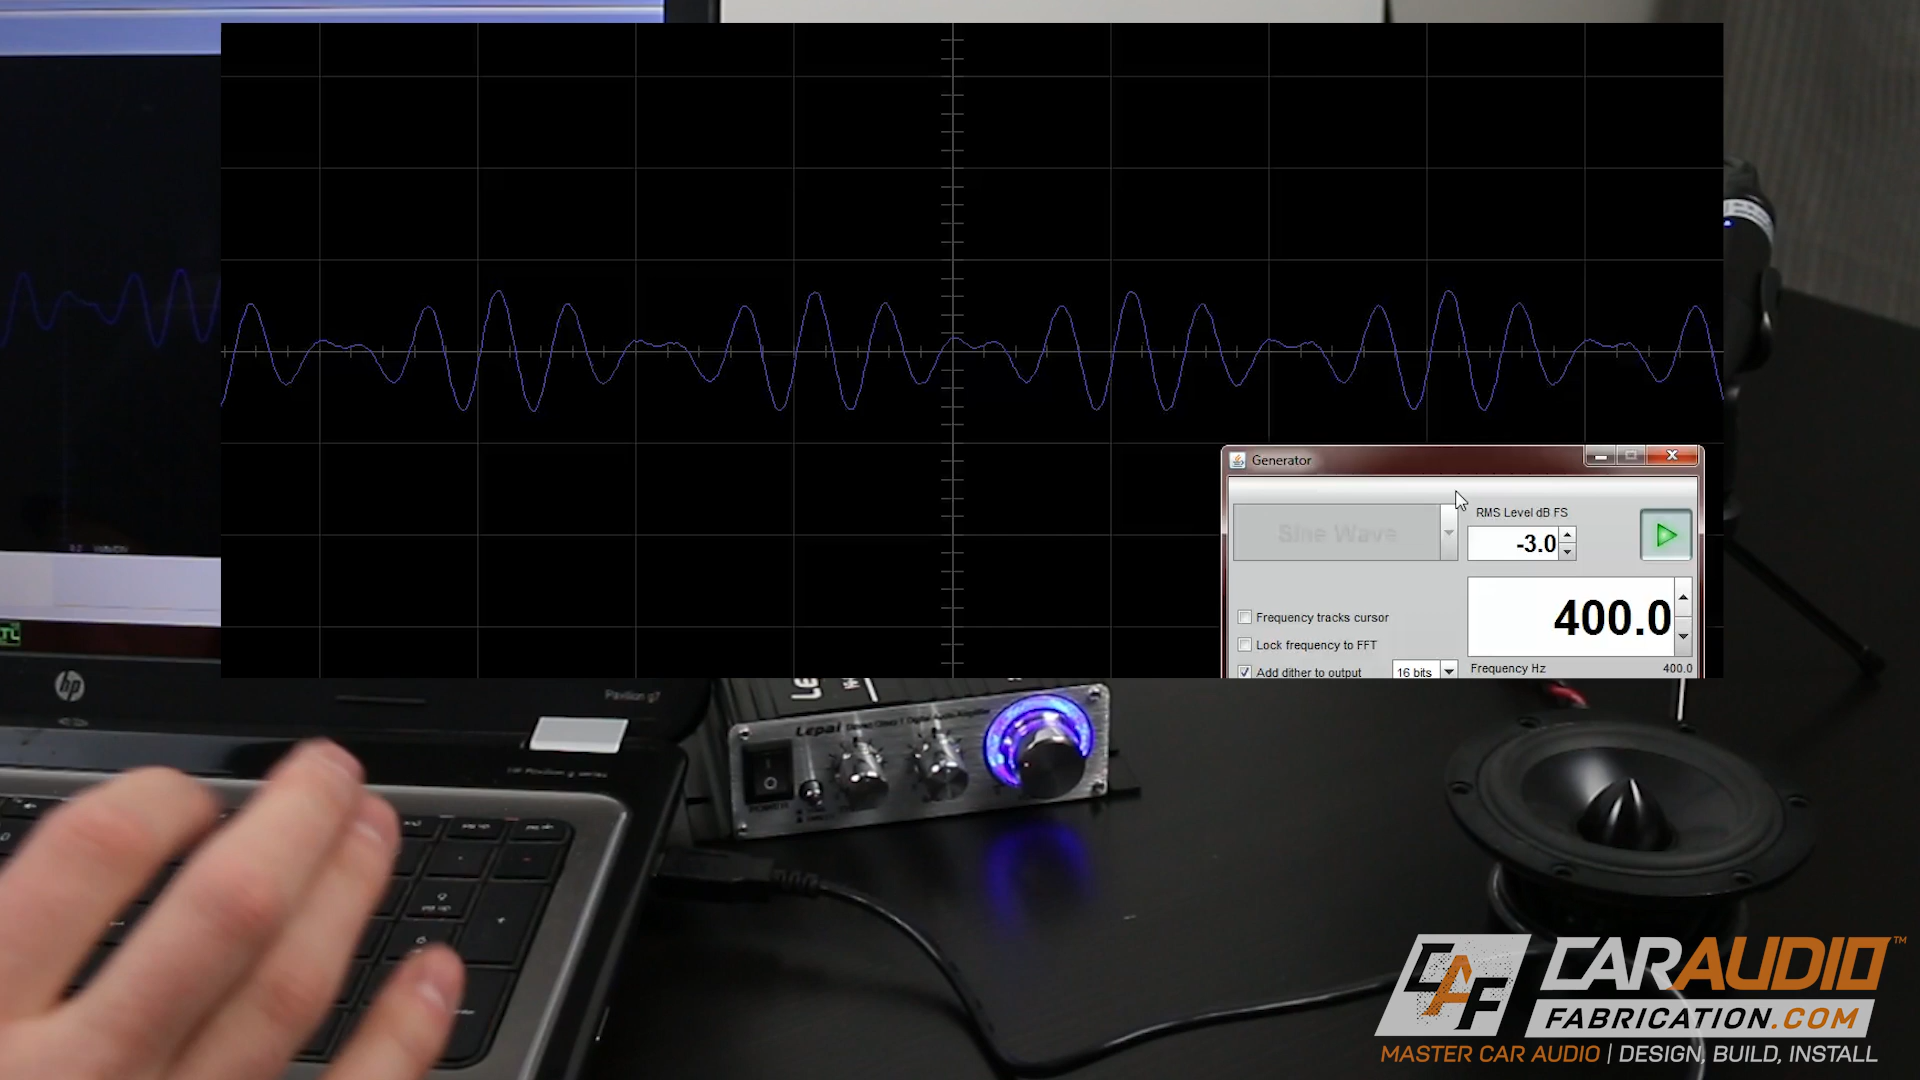 Generator
Sine Wave
RMS Level dB FS
-3.0
400.0
Frequency tracks cursor
Lock frequency to FFT
Add dither to output
16 bits
Frequency Hz
400.0
hp
Pavilion g7
Lepai
POWER
CAF
CARAUDIO™
FABRICATION.COM
MASTER CAR AUDIO | DESIGN, BUILD, INSTALL